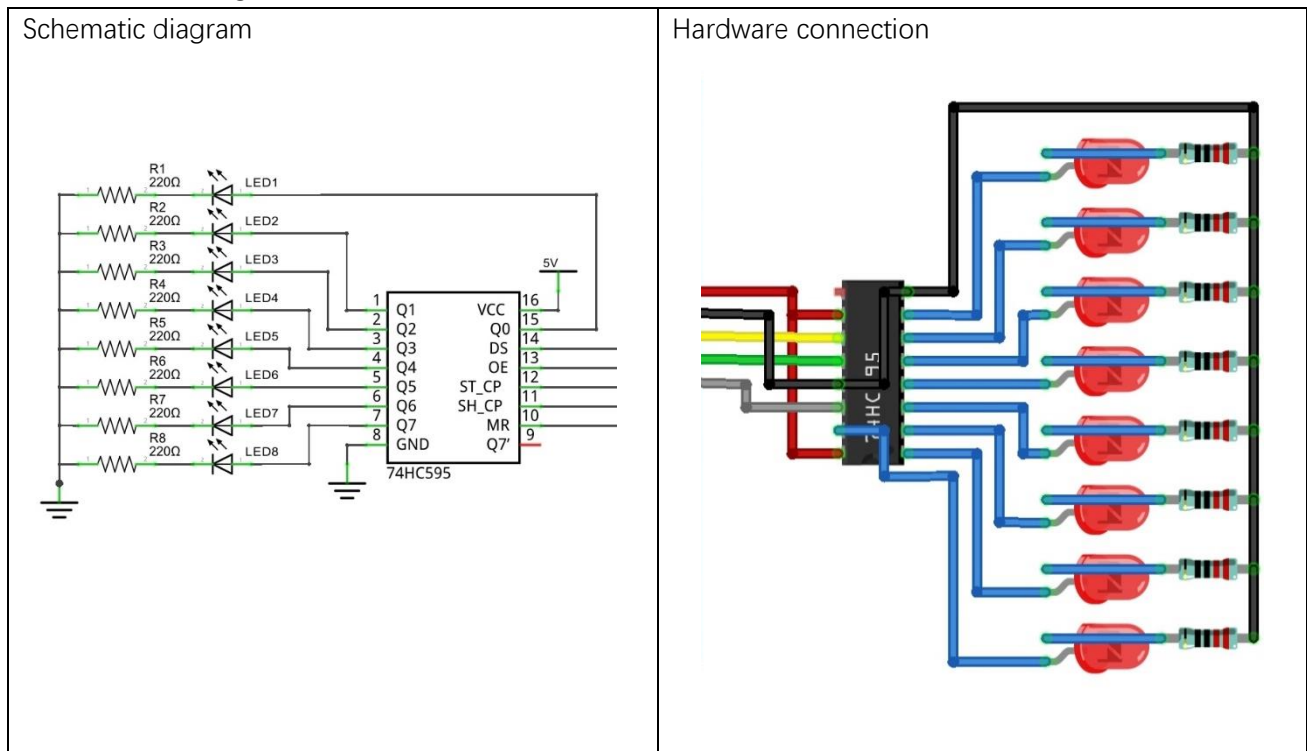 Schematic diagram
Hardware connection
R1
220Ω
LED1
R2
220Ω
LED2
R3
220Ω
LED3
R4
220Ω
LED4
R5
220Ω
LED5
R6
220Ω
LED6
R7
220Ω
LED7
R8
220Ω
LED8
5V
1 Q1 VCC 16
2 Q2 Q0 15
3 Q3 DS 14
4 Q4 OE 13
5 Q5 ST_CP 12
6 Q6 SH_CP 11
7 Q7 MR 10
8 GND Q7' 9
74HC595